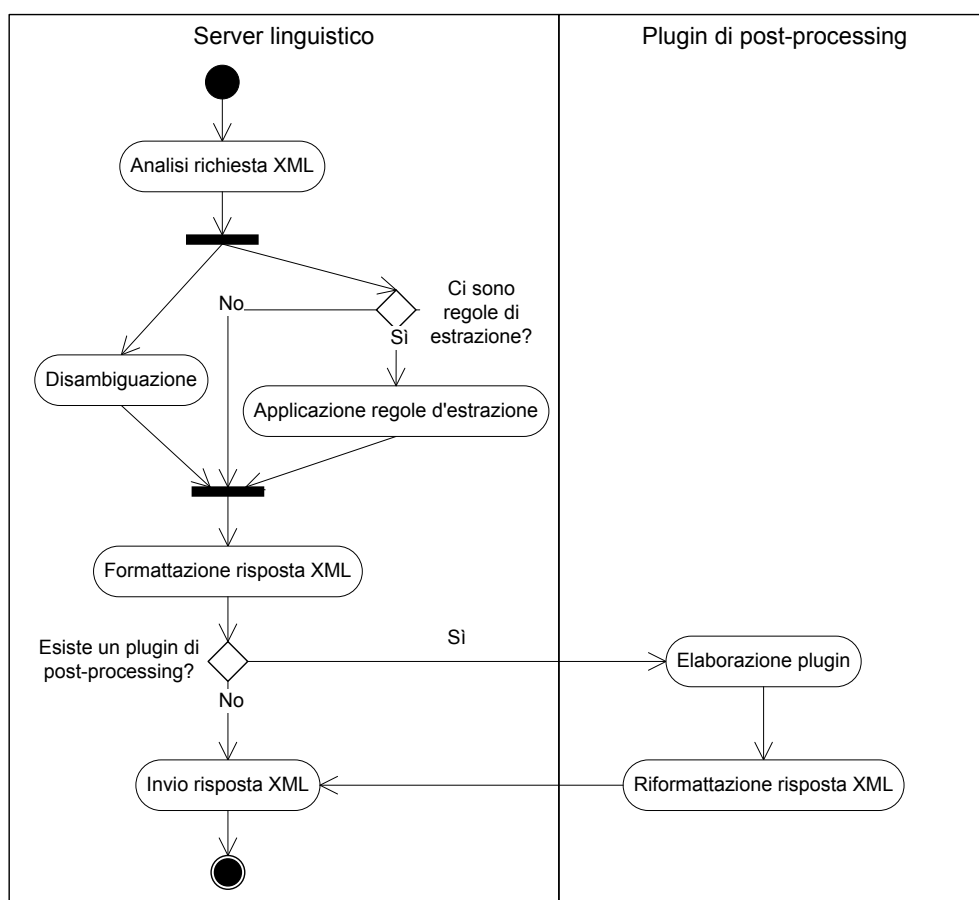 Server linguistico
Plugin di post-processing
Analisi richiesta XML
Ci sono
regole di
estrazione?
No
Sì
Disambiguazione
Applicazione regole d'estrazione
Formattazione risposta XML
Esiste un plugin di
post-processing?
Sì
Elaborazione plugin
No
Invio risposta XML
Riformattazione risposta XML